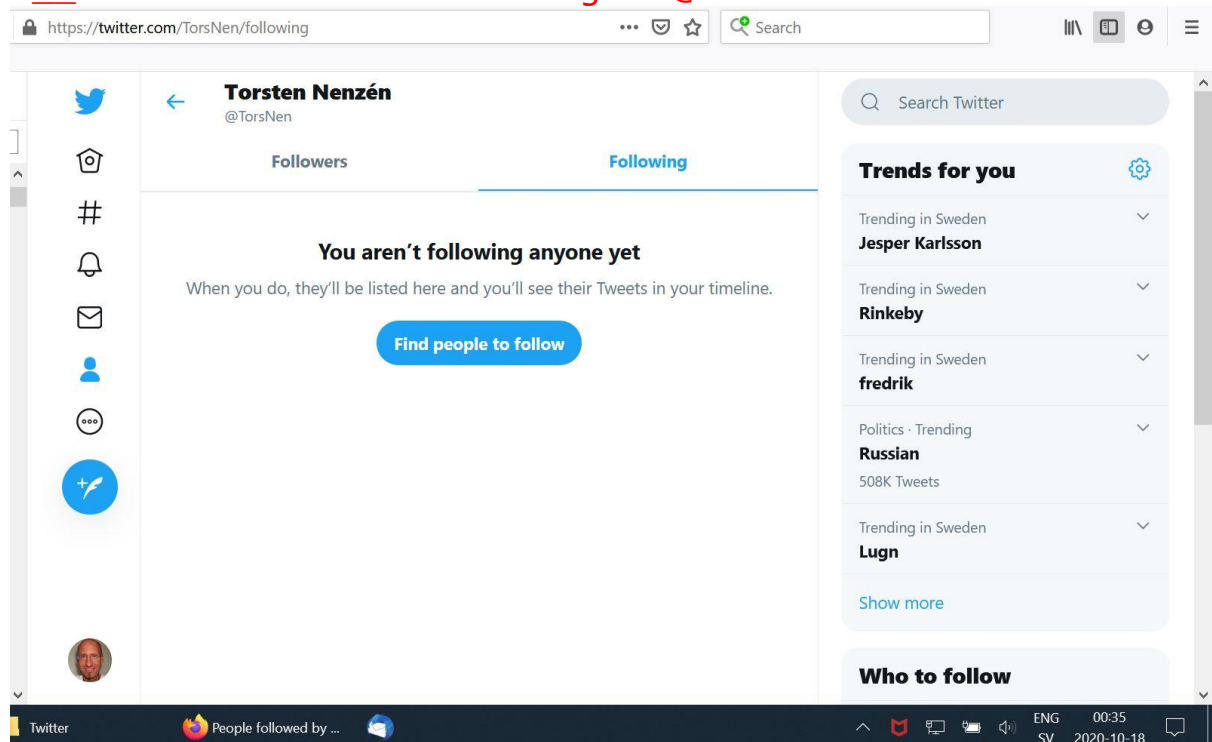 https://twitter.com/TorsNen/following
Search
Torsten Nenzén
@TorsNen
Followers
Following
You aren't following anyone yet
When you do, they'll be listed here and you'll see their Tweets in your timeline.
Find people to follow
Search Twitter
Trends for you
Trending in Sweden
Jesper Karlsson
Trending in Sweden
Rinkeby
Trending in Sweden
fredrik
Politics · Trending
Russian
508K Tweets
Trending in Sweden
Lugn
Show more
Who to follow
Twitter
People followed by ...
ENG
SV
00:35
2020-10-18